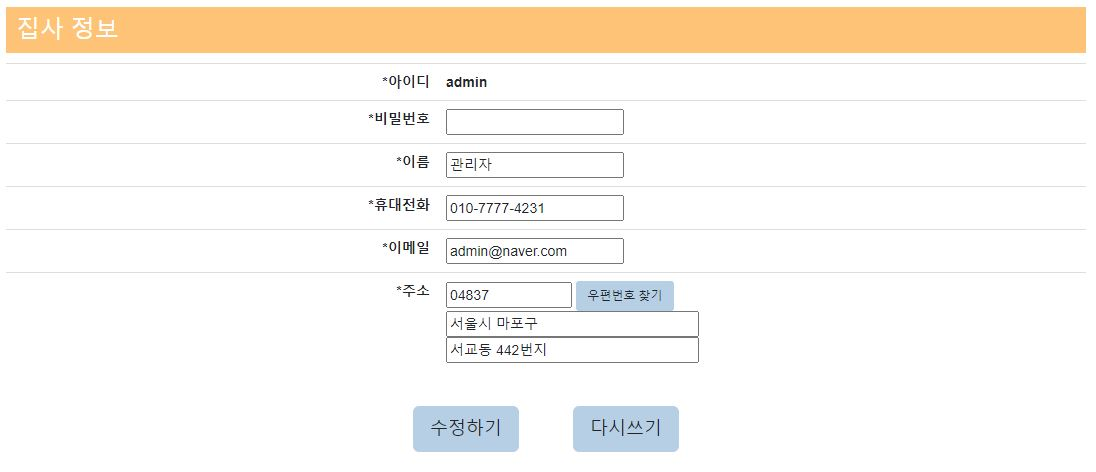 집사 정보
*아이디 admin
*비밀번호
*이름 관리자
*휴대전화 010-7777-4231
*이메일 admin@naver.com
*주소 04837 우편번호 찾기
서울시 마포구
서교동 442번지
수정하기 다시쓰기